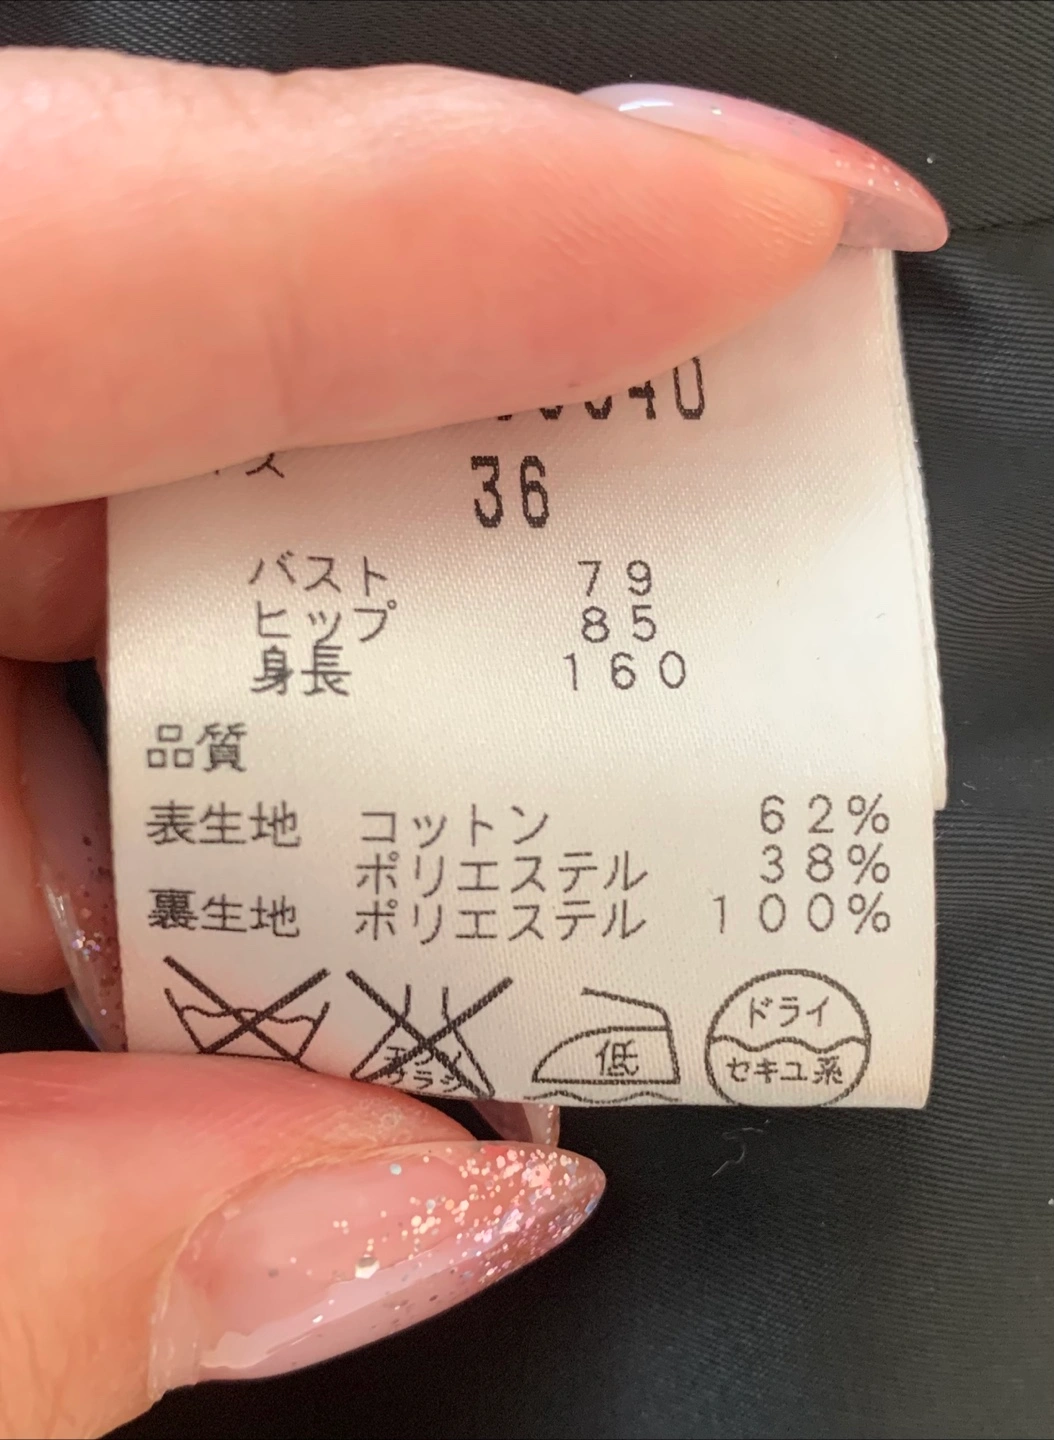 36
バスト 79
ヒップ 85
身長 160
品質
表生地 コットン 62%
ポリエステル 38%
裏生地 ポリエステル 100%
低
ドライ
セキユ系